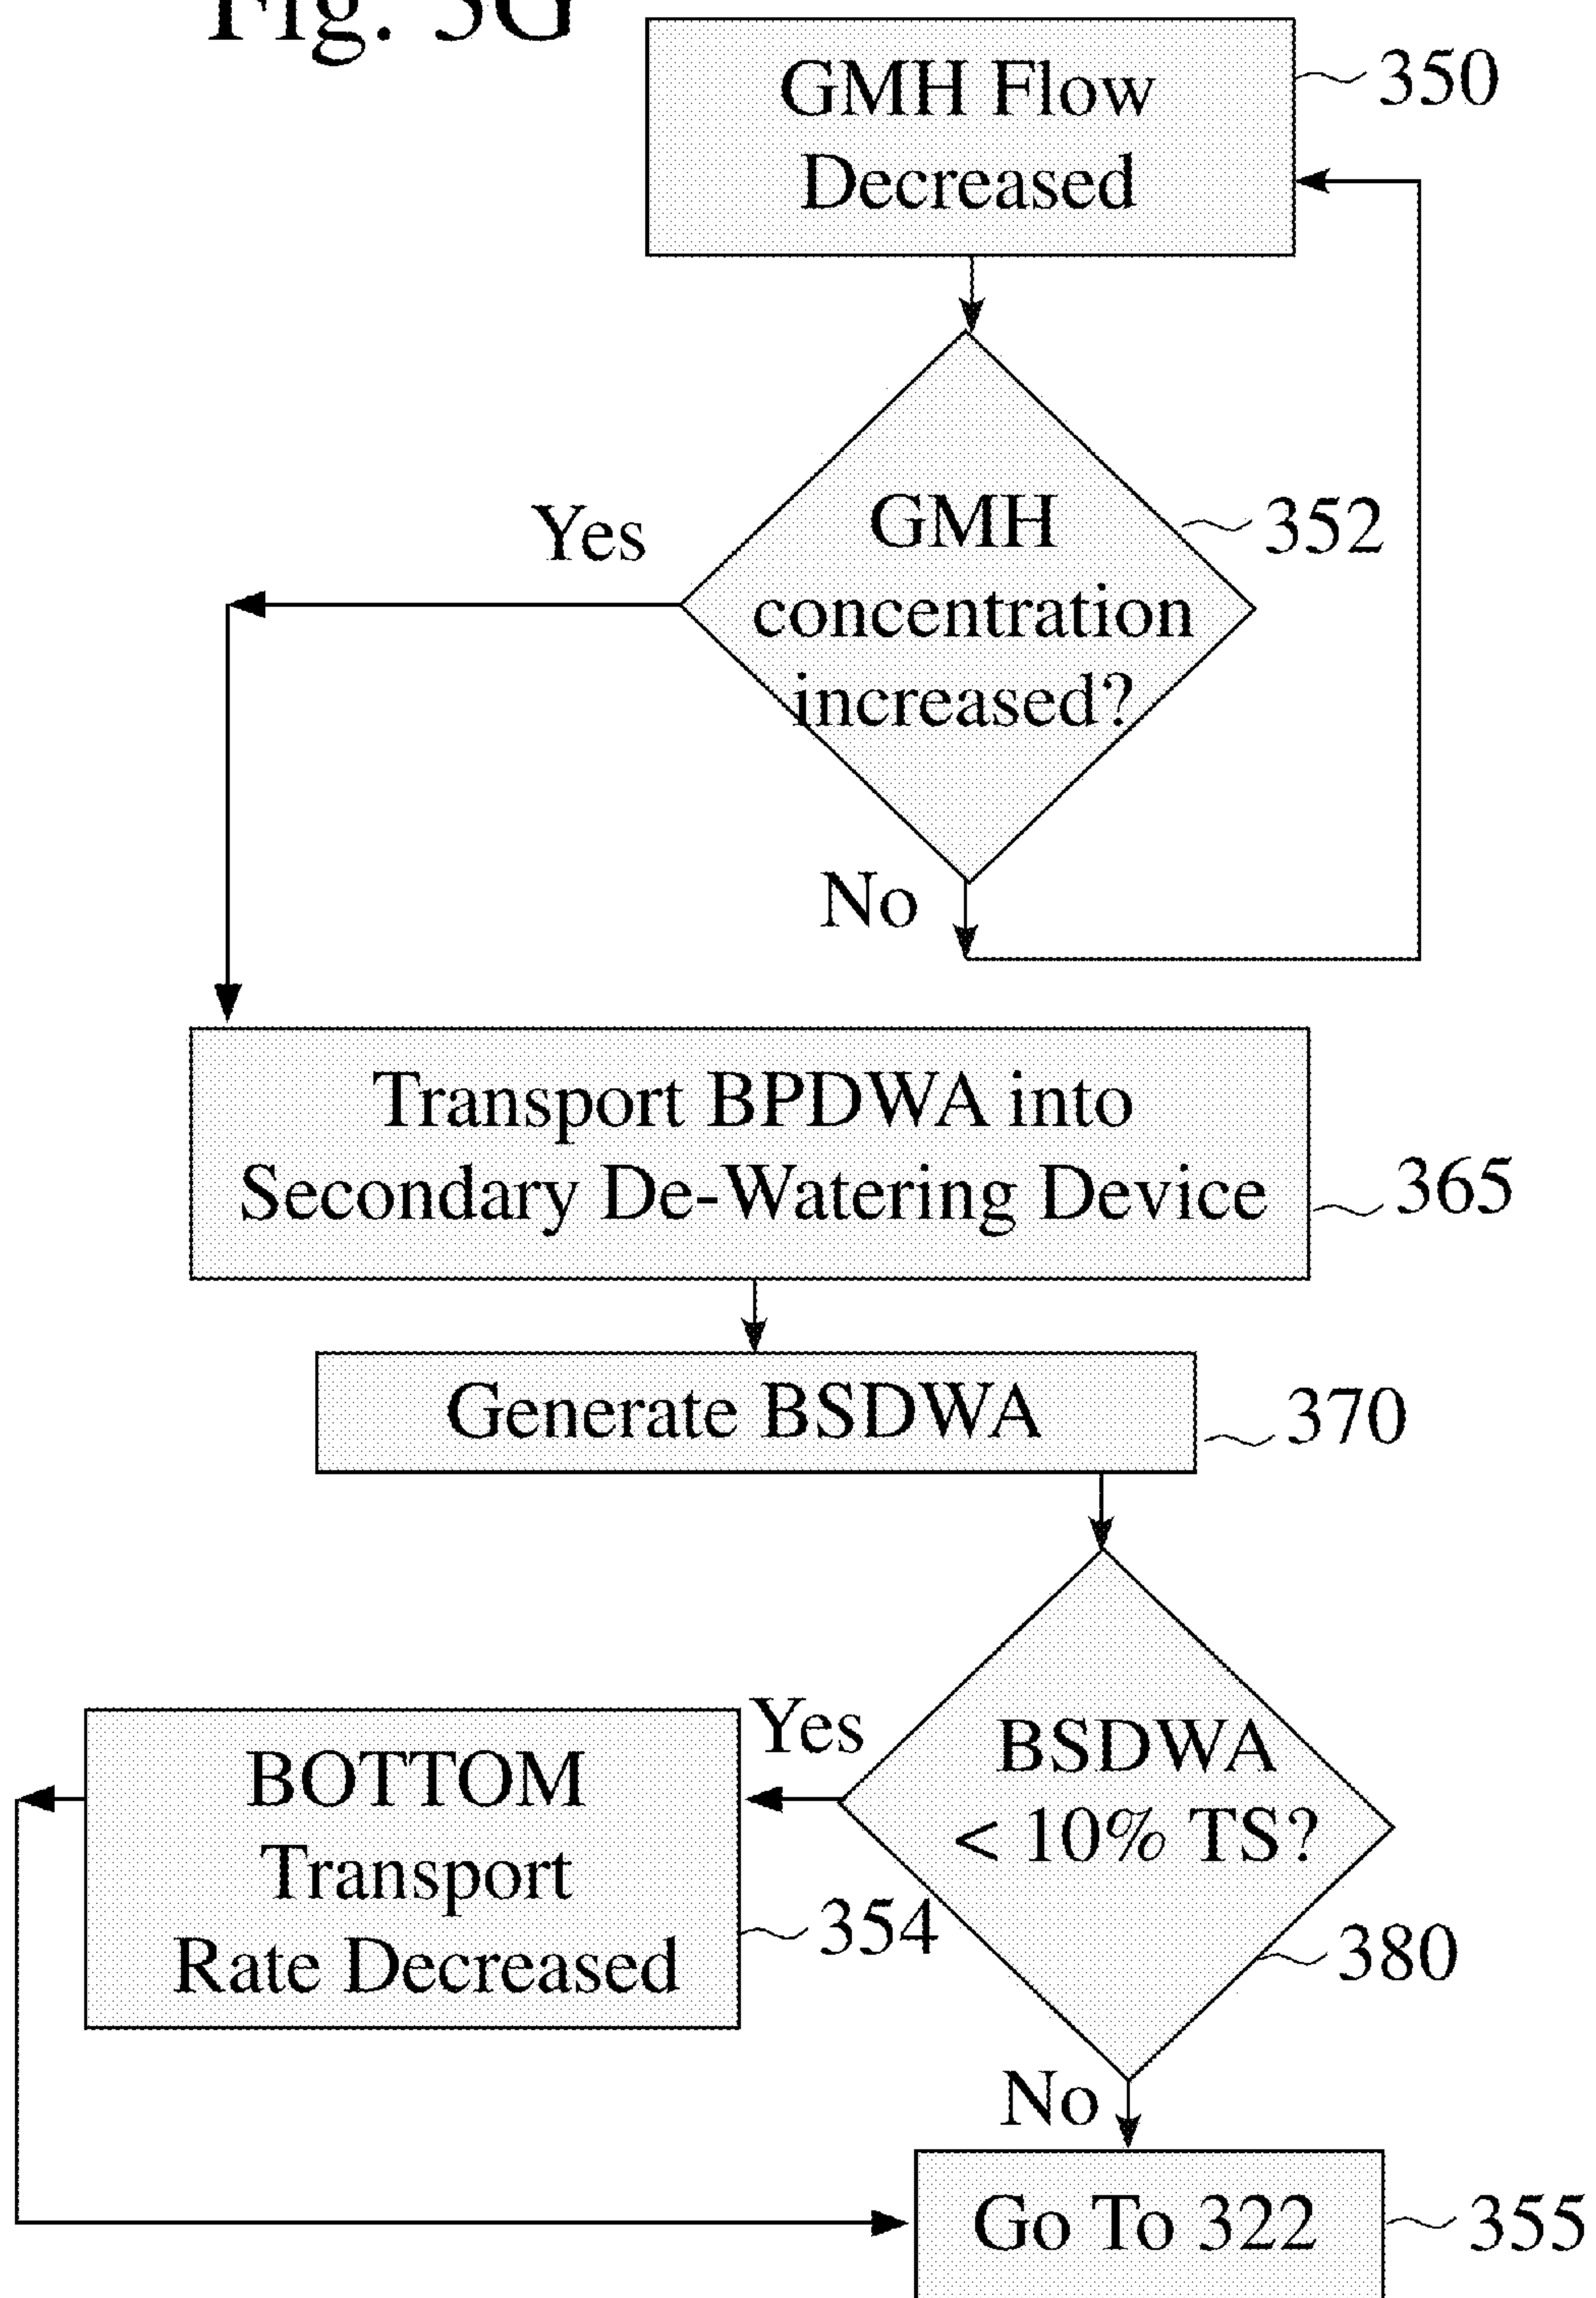 Fig. 5G
GMH Flow
Decreased
350
GMH
concentration
increased?
352
Yes
No
Transport BPDWA into
Secondary De-Watering Device
365
Generate BSDWA
370
BSDWA
< 10% TS?
380
Yes
BOTTOM
Transport
Rate Decreased
354
No
Go To 322
355